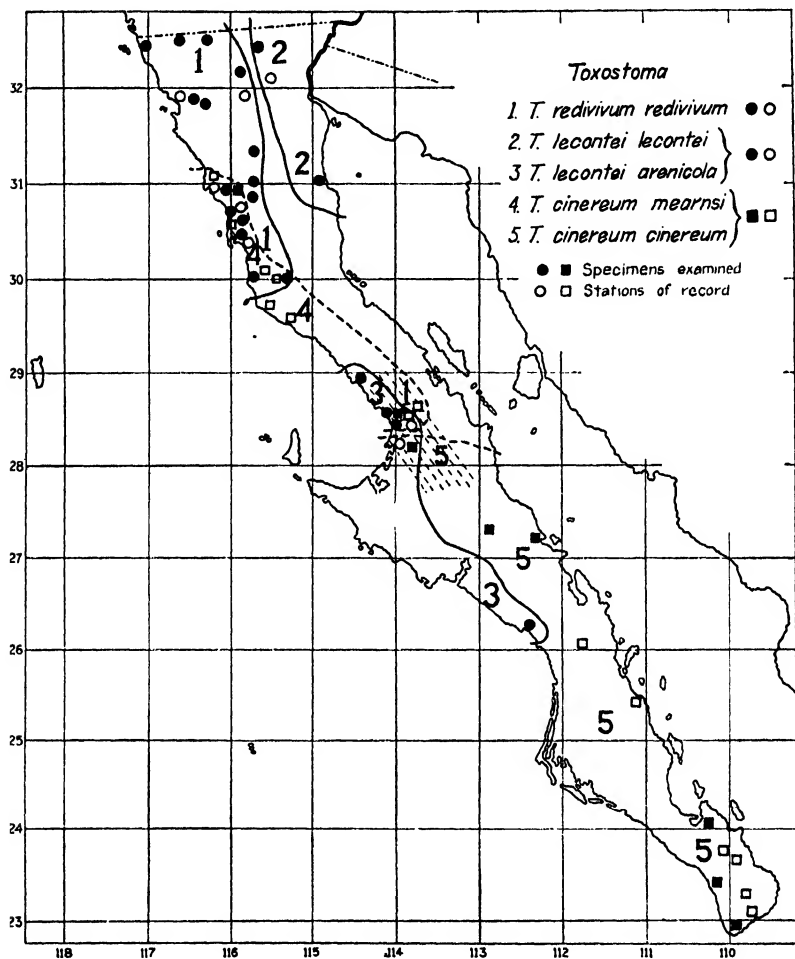 Toxostoma
1. T. redivivum redivivum
2. T. lecontei lecontei
3 T. lecontei arenicola
4. T. cinereum mearnsi
5. T. cinereum cinereum
Specimens examined
Stations of record
32
31
30
29
28
27
26
25
24
23
1
2
2
1
4
4
3
1
5
5
3
5
5
118 117 116 115 114 113 112 111 110 109